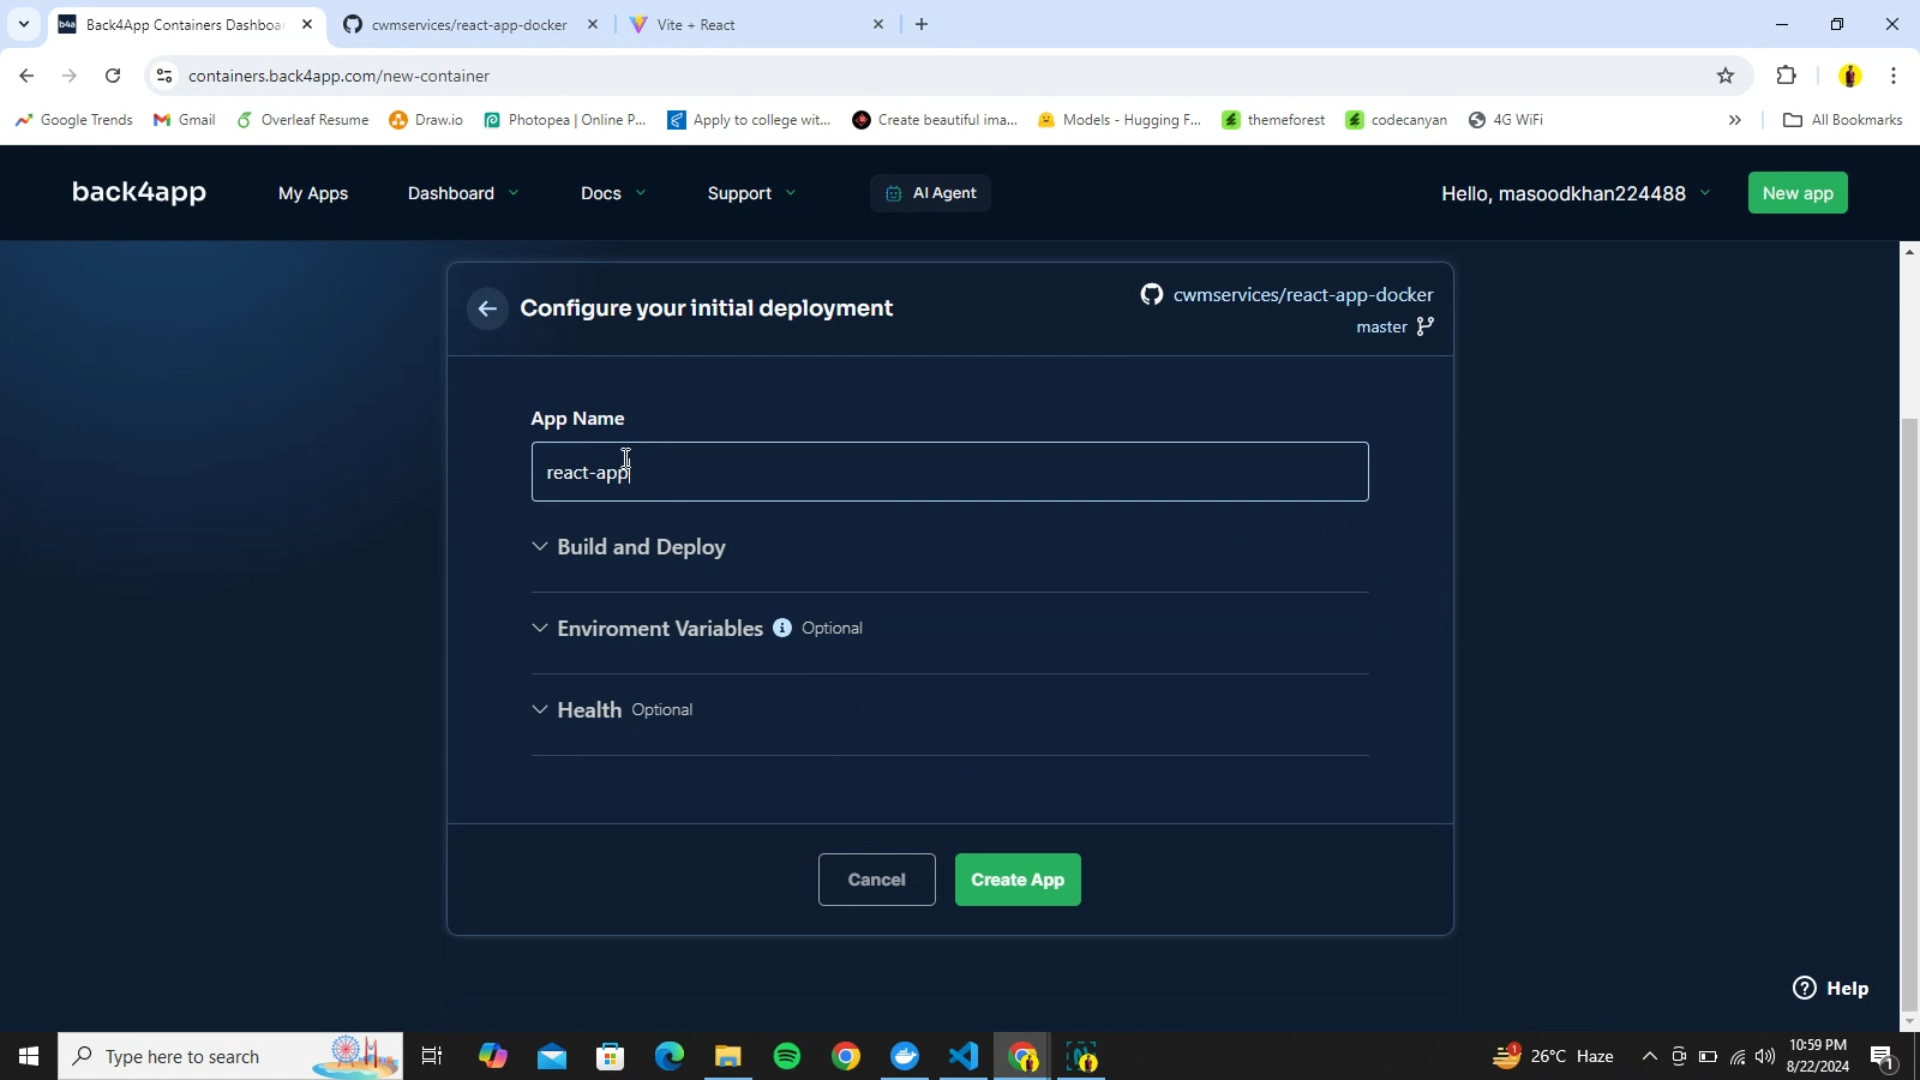 b4a Back4App Containers Dashboar
cwmservices/react-app-docker
Vite + React
containers.back4app.com/new-container
Google Trends
Gmail
Overleaf Resume
Draw.io
Photopea | Online P...
Apply to college wit...
Create beautiful ima...
Models - Hugging F...
themeforest
codecanyan
4G WiFi
All Bookmarks
back4app
My Apps
Dashboard
Docs
Support
AI Agent
Hello, masoodkhan224488
New app
Configure your initial deployment
cwmservices/react-app-docker
master
App Name
react-app
Build and Deploy
Enviroment Variables Optional
Health Optional
Cancel
Create App
Help
Type here to search
26°C Haze
10:59 PM
8/22/2024